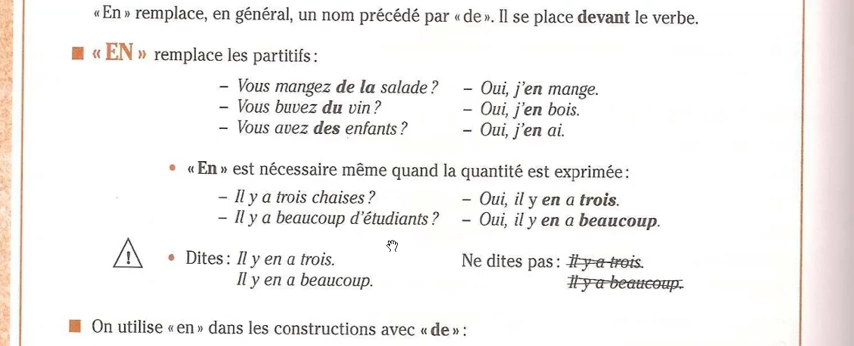 « En » remplace, en général, un nom précédé par « de ». Il se place devant le verbe.
« EN » remplace les partitifs :
– Vous mangez de la salade ? – Oui, j'en mange.
– Vous buvez du vin ? – Oui, j'en bois.
– Vous avez des enfants ? – Oui, j'en ai.
• « En » est nécessaire même quand la quantité est exprimée :
– Il y a trois chaises ? – Oui, il y en a trois.
– Il y a beaucoup d'étudiants ? – Oui, il y en a beaucoup.
! • Dites : Il y en a trois. Ne dites pas : Il y a trois.
Il y en a beaucoup. Il y a beaucoup.
On utilise « en » dans les constructions avec « de » :